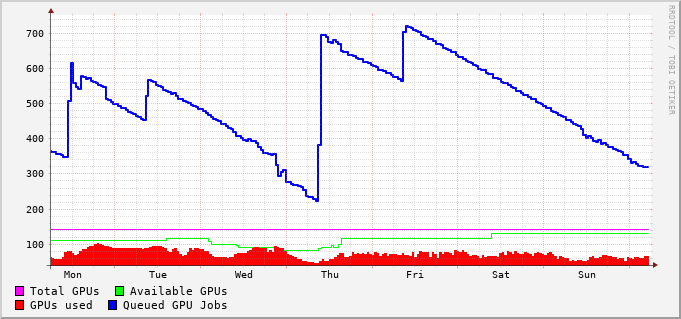 RRDTOOL / TOBI OETIKER
700
600
500
400
300
200
100
Mon Tue Wed Thu Fri Sat Sun
Total GPUs Available GPUs
GPUs used Queued GPU Jobs